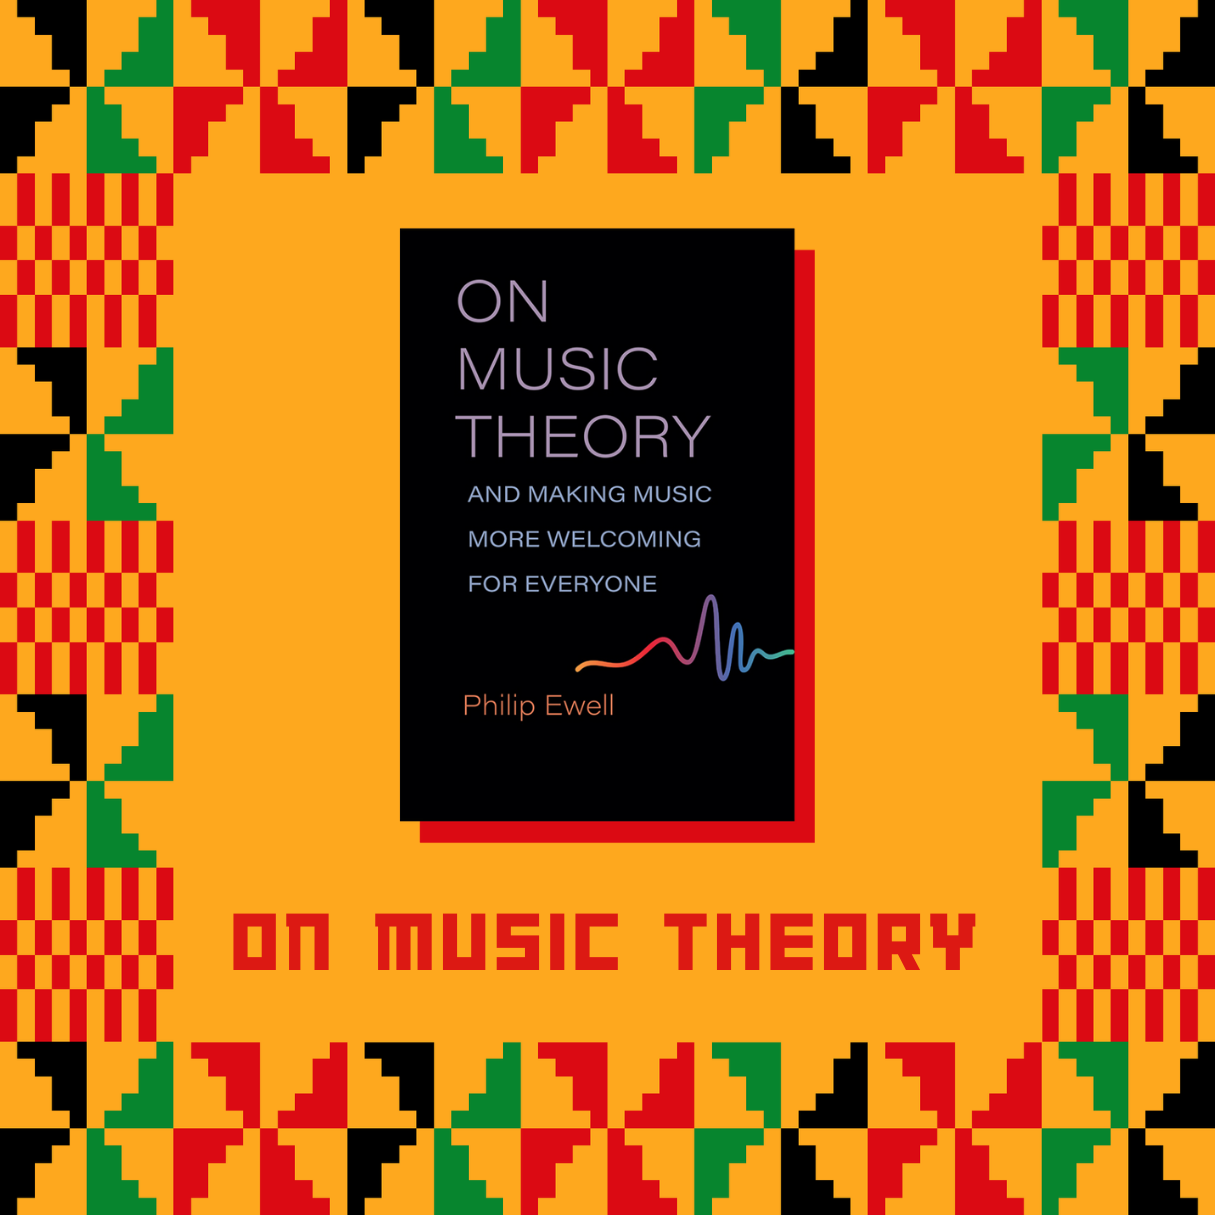 ON
MUSIC
THEORY
AND MAKING MUSIC
MORE WELCOMING
FOR EVERYONE
Philip Ewell
ON MUSIC THEORY